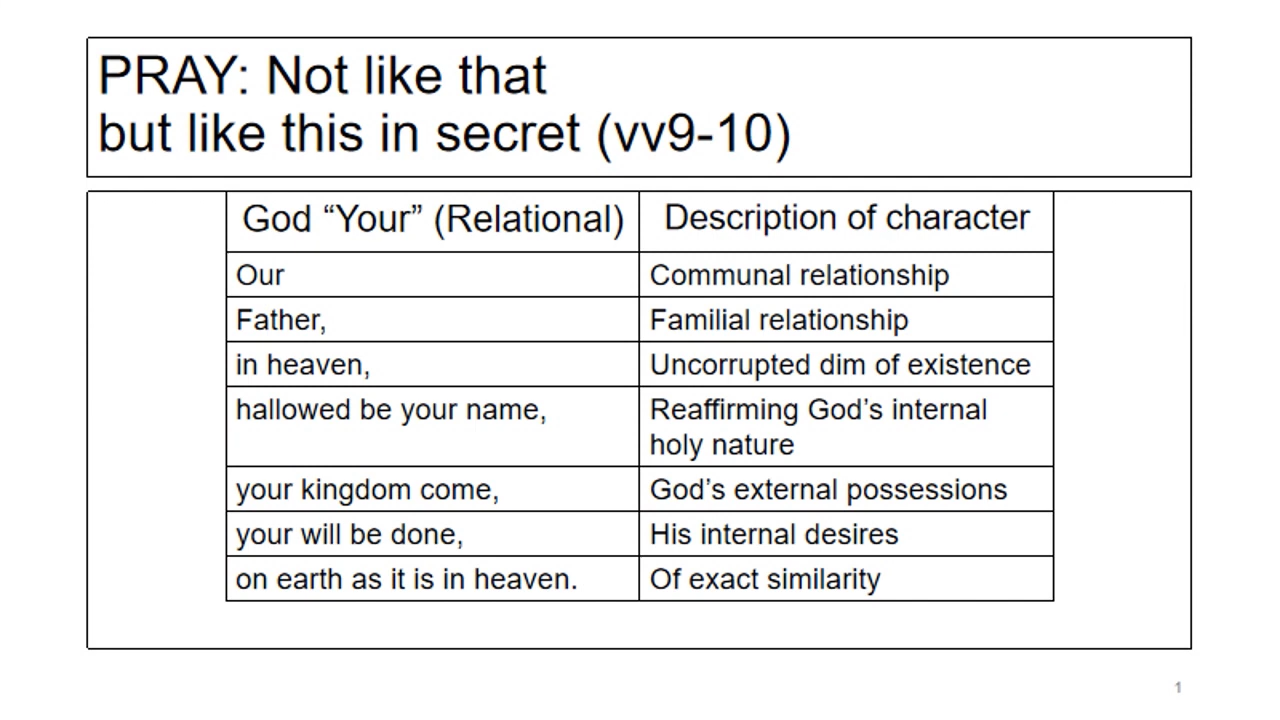 PRAY: Not like that
but like this in secret (vv9-10)
God “Your” (Relational) Description of character
Our Communal relationship
Father, Familial relationship
in heaven, Uncorrupted dim of existence
hallowed be your name, Reaffirming God’s internal
holy nature
your kingdom come, God’s external possessions
your will be done, His internal desires
on earth as it is in heaven. Of exact similarity
1